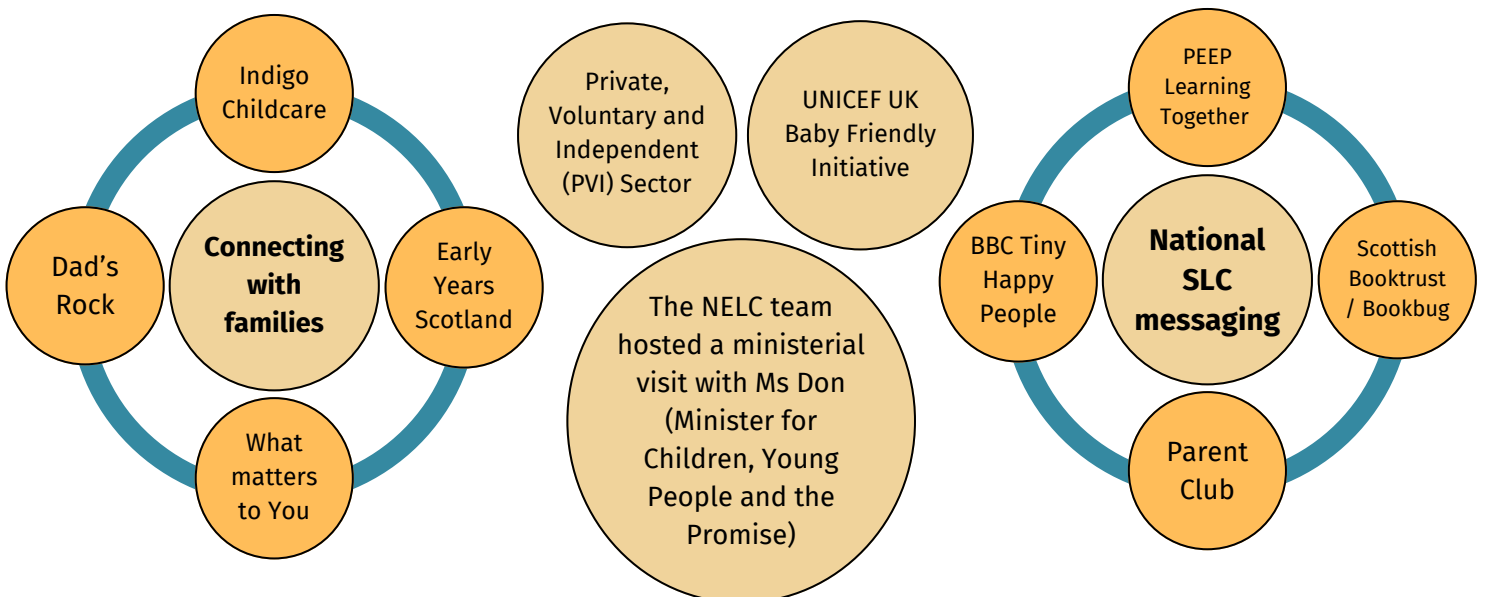 Indigo
Childcare
Dad's
Rock
Connecting
with
families
Early
Years
Scotland
What
matters
to You
Private,
Voluntary and
Independent
(PVI) Sector
UNICEF UK
Baby Friendly
Initiative
The NELC team
hosted a ministerial
visit with Ms Don
(Minister for
Children, Young
People and the
Promise)
PEEP
Learning
Together
BBC Tiny
Happy
People
National
SLC
messaging
Scottish
Booktrust
/ Bookbug
Parent
Club